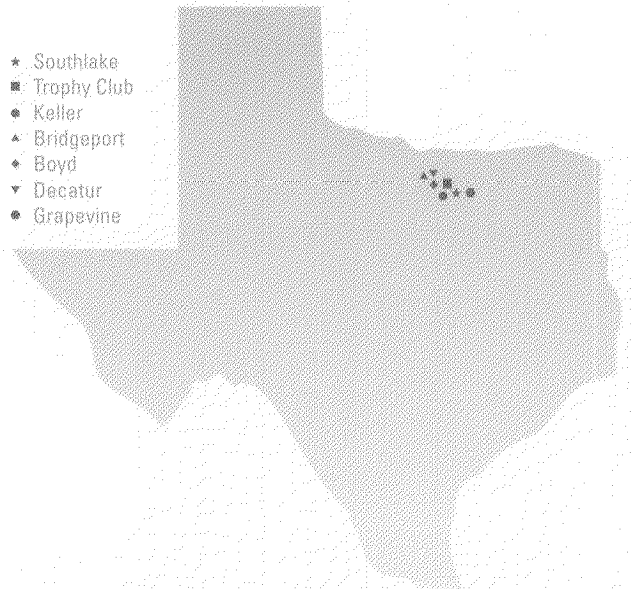 Southlake
Trophy Club
Keller
Bridgeport
Boyd
Decatur
Grapevine